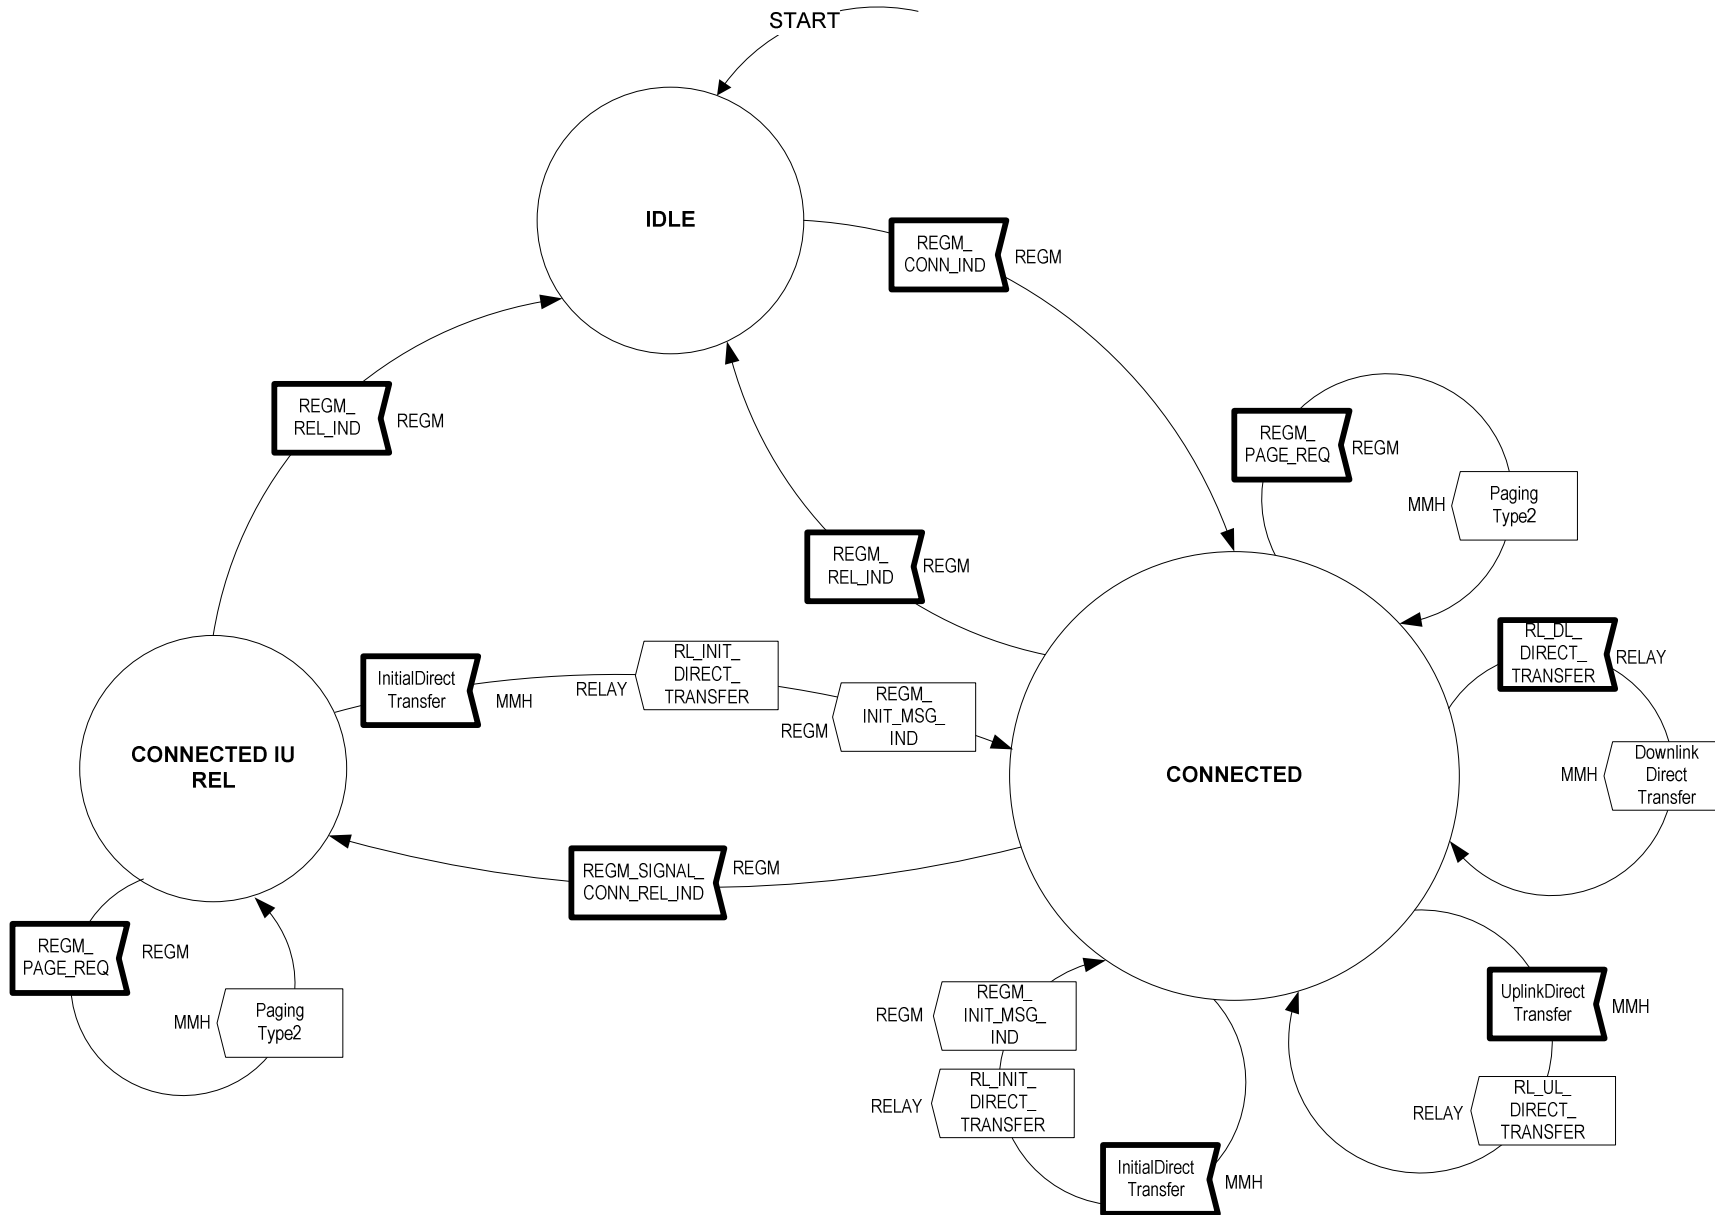 START
IDLE
REGM_
CONN_IND
REGM
REGM_
REL_IND
REGM
REGM_
PAGE_REQ
REGM
MMH
Paging
Type2
REGM_
REL_IND
REGM
RL_DL_
DIRECT_
TRANSFER
RELAY
InitialDirect
Transfer
MMH
RELAY
RL_INIT_
DIRECT_
TRANSFER
REGM
REGM_
INIT_MSG_
IND
MMH
Downlink
Direct
Transfer
CONNECTED IU
REL
CONNECTED
REGM_SIGNAL_
CONN_REL_IND
REGM
REGM_
PAGE_REQ
REGM
MMH
Paging
Type2
REGM
REGM_
INIT_MSG_
IND
UplinkDirect
Transfer
MMH
RELAY
RL_INIT_
DIRECT_
TRANSFER
RELAY
RL_UL_
DIRECT_
TRANSFER
InitialDirect
Transfer
MMH